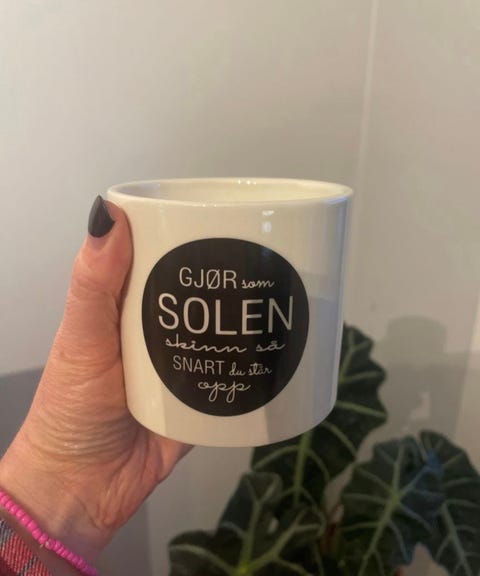 GJØR som
SOLEN
skinn så
SNART du står
opp